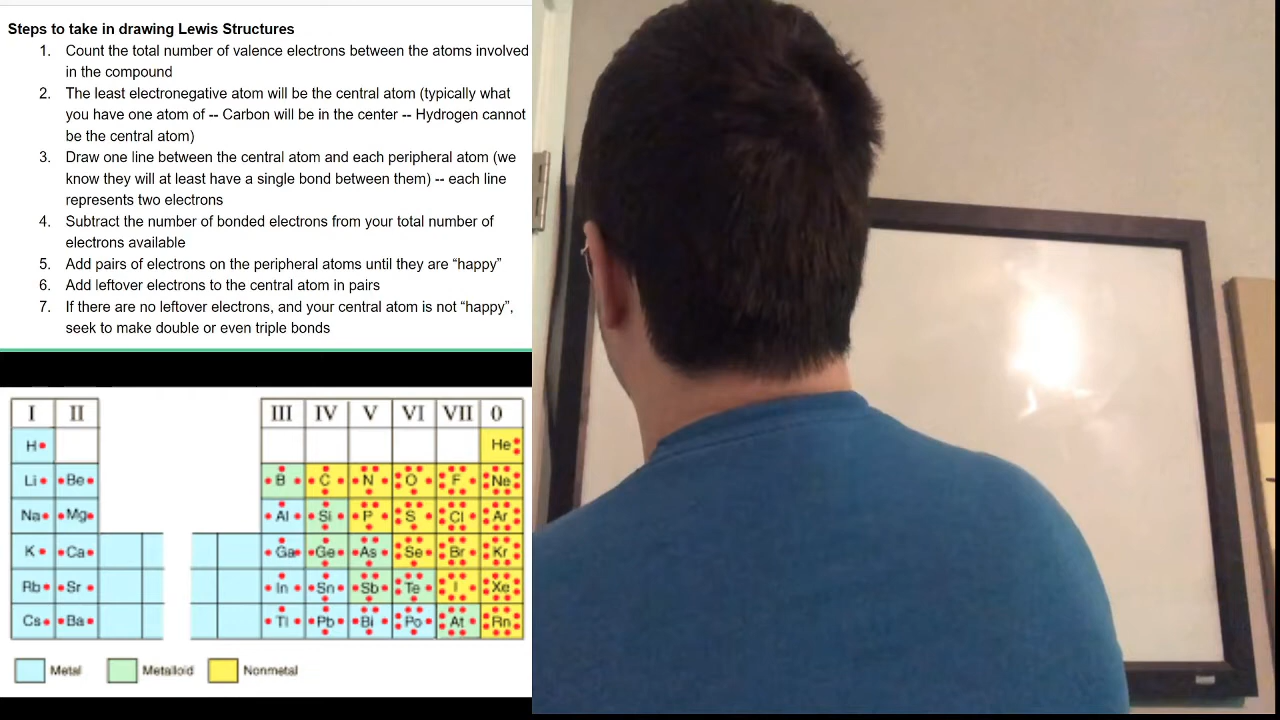 Steps to take in drawing Lewis Structures
1. Count the total number of valence electrons between the atoms involved
in the compound
2. The least electronegative atom will be the central atom (typically what
you have one atom of -- Carbon will be in the center -- Hydrogen cannot
be the central atom)
3. Draw one line between the central atom and each peripheral atom (we
know they will at least have a single bond between them) -- each line
represents two electrons
4. Subtract the number of bonded electrons from your total number of
electrons available
5. Add pairs of electrons on the peripheral atoms until they are “happy”
6. Add leftover electrons to the central atom in pairs
7. If there are no leftover electrons, and your central atom is not “happy”,
seek to make double or even triple bonds
I II III IV V VI VII 0
H He
Li Be B C N O F Ne
Na Mg Al Si P S Cl Ar
K Ca Ga Ge As Se Br Kr
Rb Sr In Sn Sb Te I Xe
Cs Ba Tl Pb Bi Po At Rn
Metal Metalloid Nonmetal